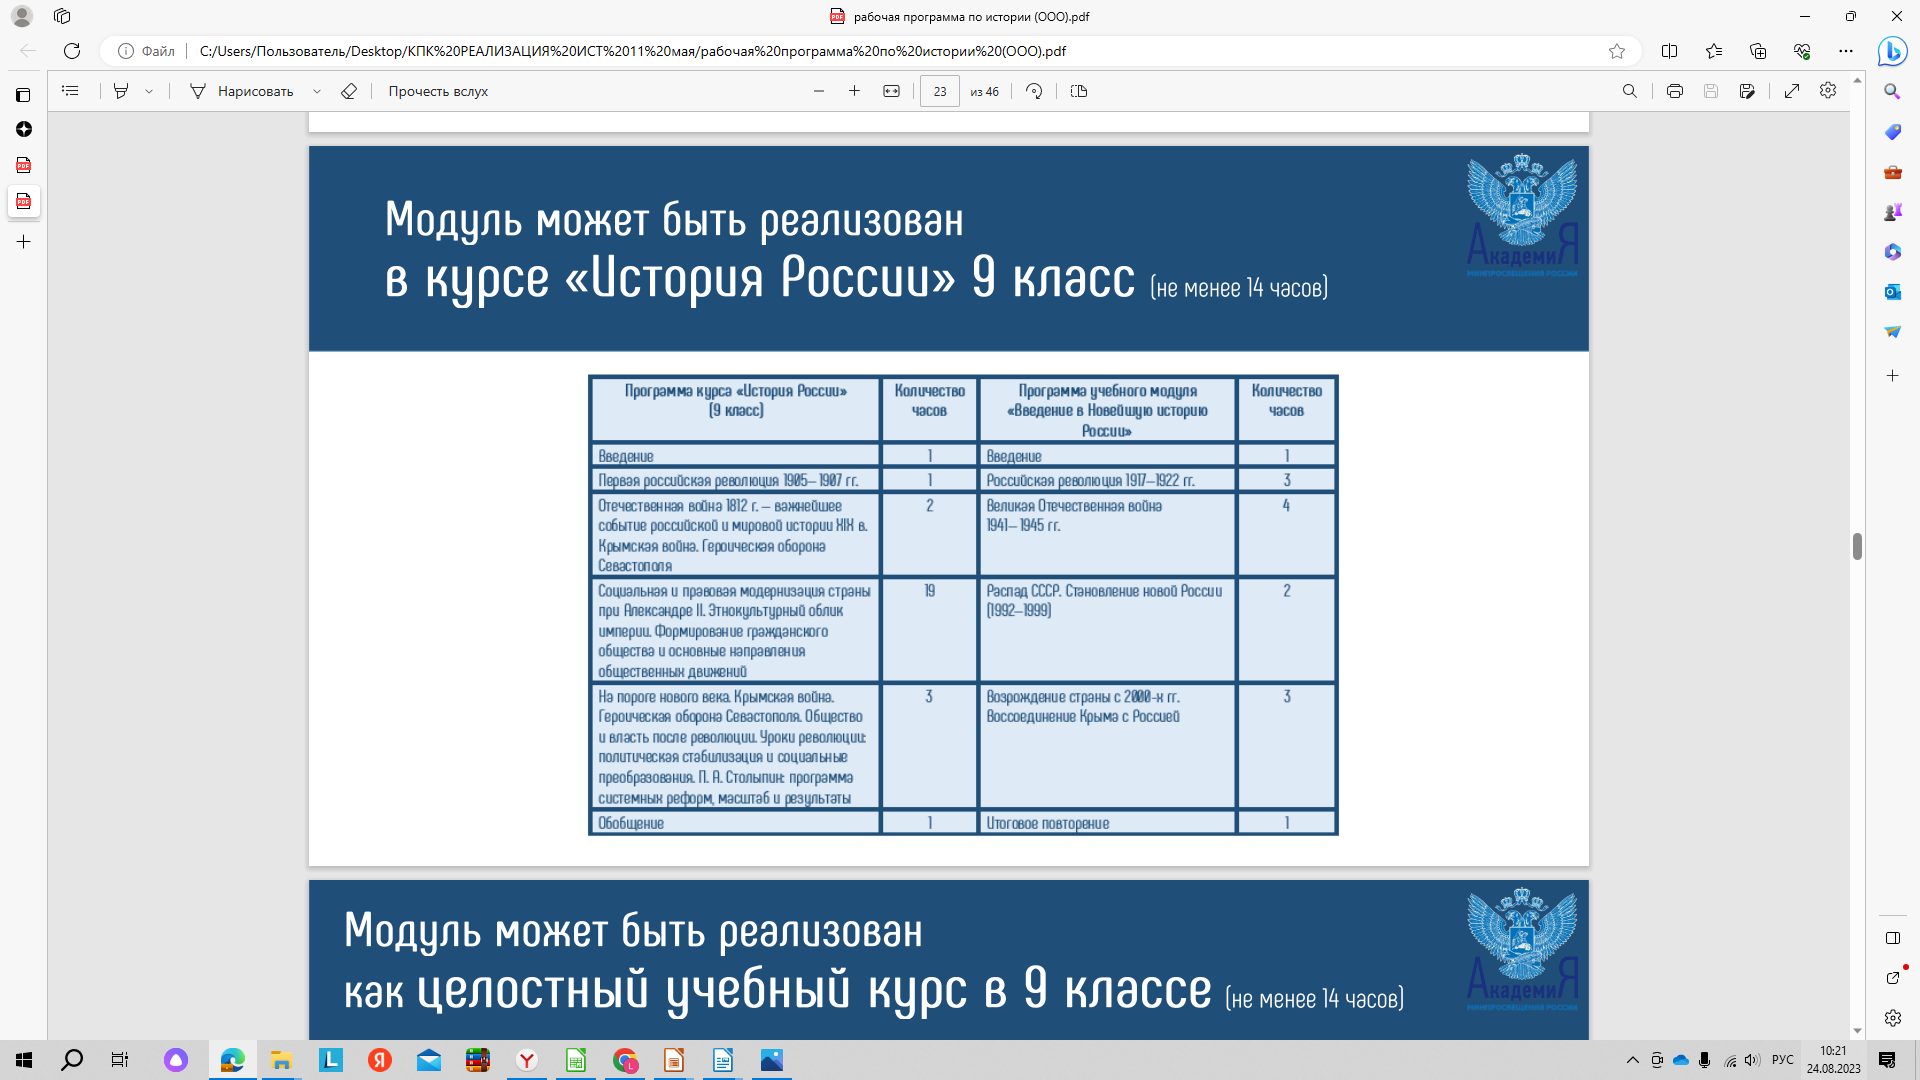 рабочая программа по истории (ООО).pdf
Файл
C:/Users/Пользователь/Desktop/КПК%20РЕАЛИЗАЦИЯ%20ИСТ%2011%20мая/рабочая%20программа%20по%20истории%20(ООО).pdf
Нарисовать
Прочесть вслух
23
из 46
Модуль может быть реализован
в курсе «История России» 9 класс (не менее 14 часов)
АкадемиЯ
МИНПРОСВЕЩЕНИЯ РОССИИ
Программа курса «История России»
(9 класс)
Количество
часов
Программа учебного модуля
«Введение в Новейшую историю
России»
Количество
часов
Введение
1
Введение
1
Первая российская революция 1905– 1907 гг.
1
Российская революция 1917–1922 гг.
3
Отечественная война 1812 г. – важнейшее
событие российской и мировой истории XIX в.
Крымская война. Героическая оборона
Севастополя
2
Великая Отечественная война
1941– 1945 гг.
4
Социальная и правовая модернизация страны
при Александре II. Этнокультурный облик
империи. Формирование гражданского
общества и основные направления
общественных движений
19
Распад СССР. Становление новой России
(1992–1999)
2
На пороге нового века. Крымская война.
Героическая оборона Севастополя. Общество
и власть после революции. Уроки революции:
политическая стабилизация и социальные
преобразования. П. А. Столыпин: программа
системных реформ, масштаб и результаты
3
Возрождение страны с 2000-х гг.
Воссоединение Крыма с Россией
3
Обобщение
1
Итоговое повторение
1
Модуль может быть реализован
как целостный учебный курс в 9 классе (не менее 14 часов)
АкадемиЯ
МИНПРОСВЕЩЕНИЯ РОССИИ
РУС
10:21
24.08.2023